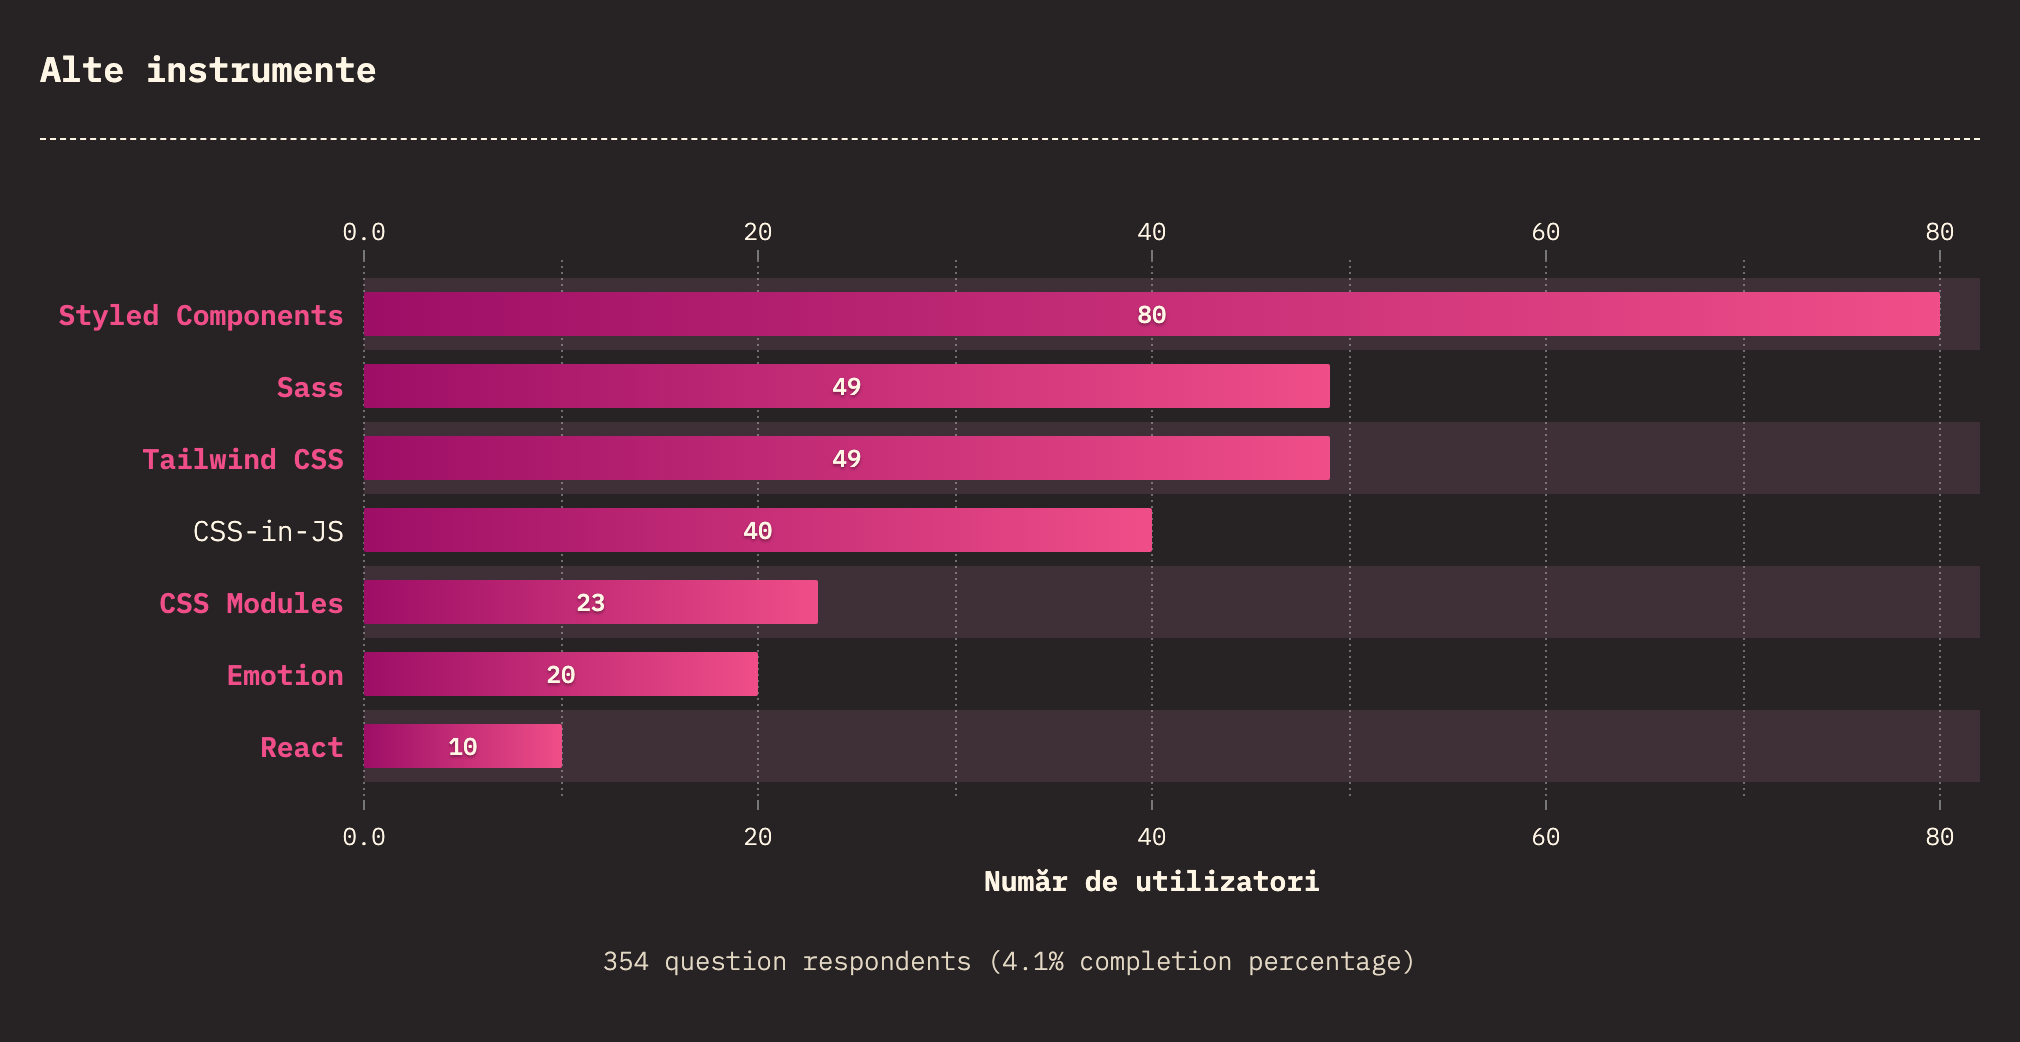 Alte instrumente
0.0 20 40 60 80
Styled Components 80
Sass 49
Tailwind CSS 49
CSS-in-JS 40
CSS Modules 23
Emotion 20
React 10
0.0 20 40 60 80
Număr de utilizatori
354 question respondents (4.1% completion percentage)